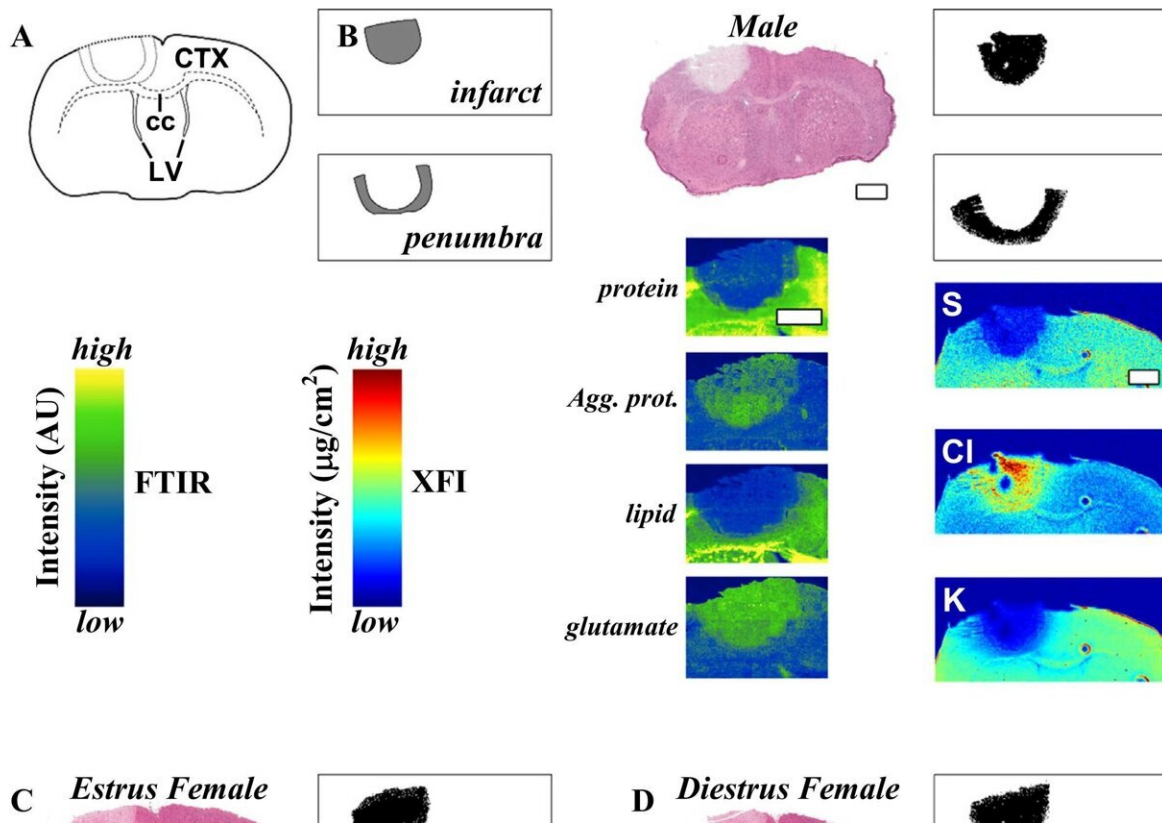 A
CTX
cc
LV
B
infarct
penumbra
Male
high
Intensity (AU)
FTIR
low
high
Intensity (µg/cm²)
XFI
low
protein
Agg. prot.
lipid
glutamate
S
Cl
K
C
Estrus Female
D
Diestrus Female